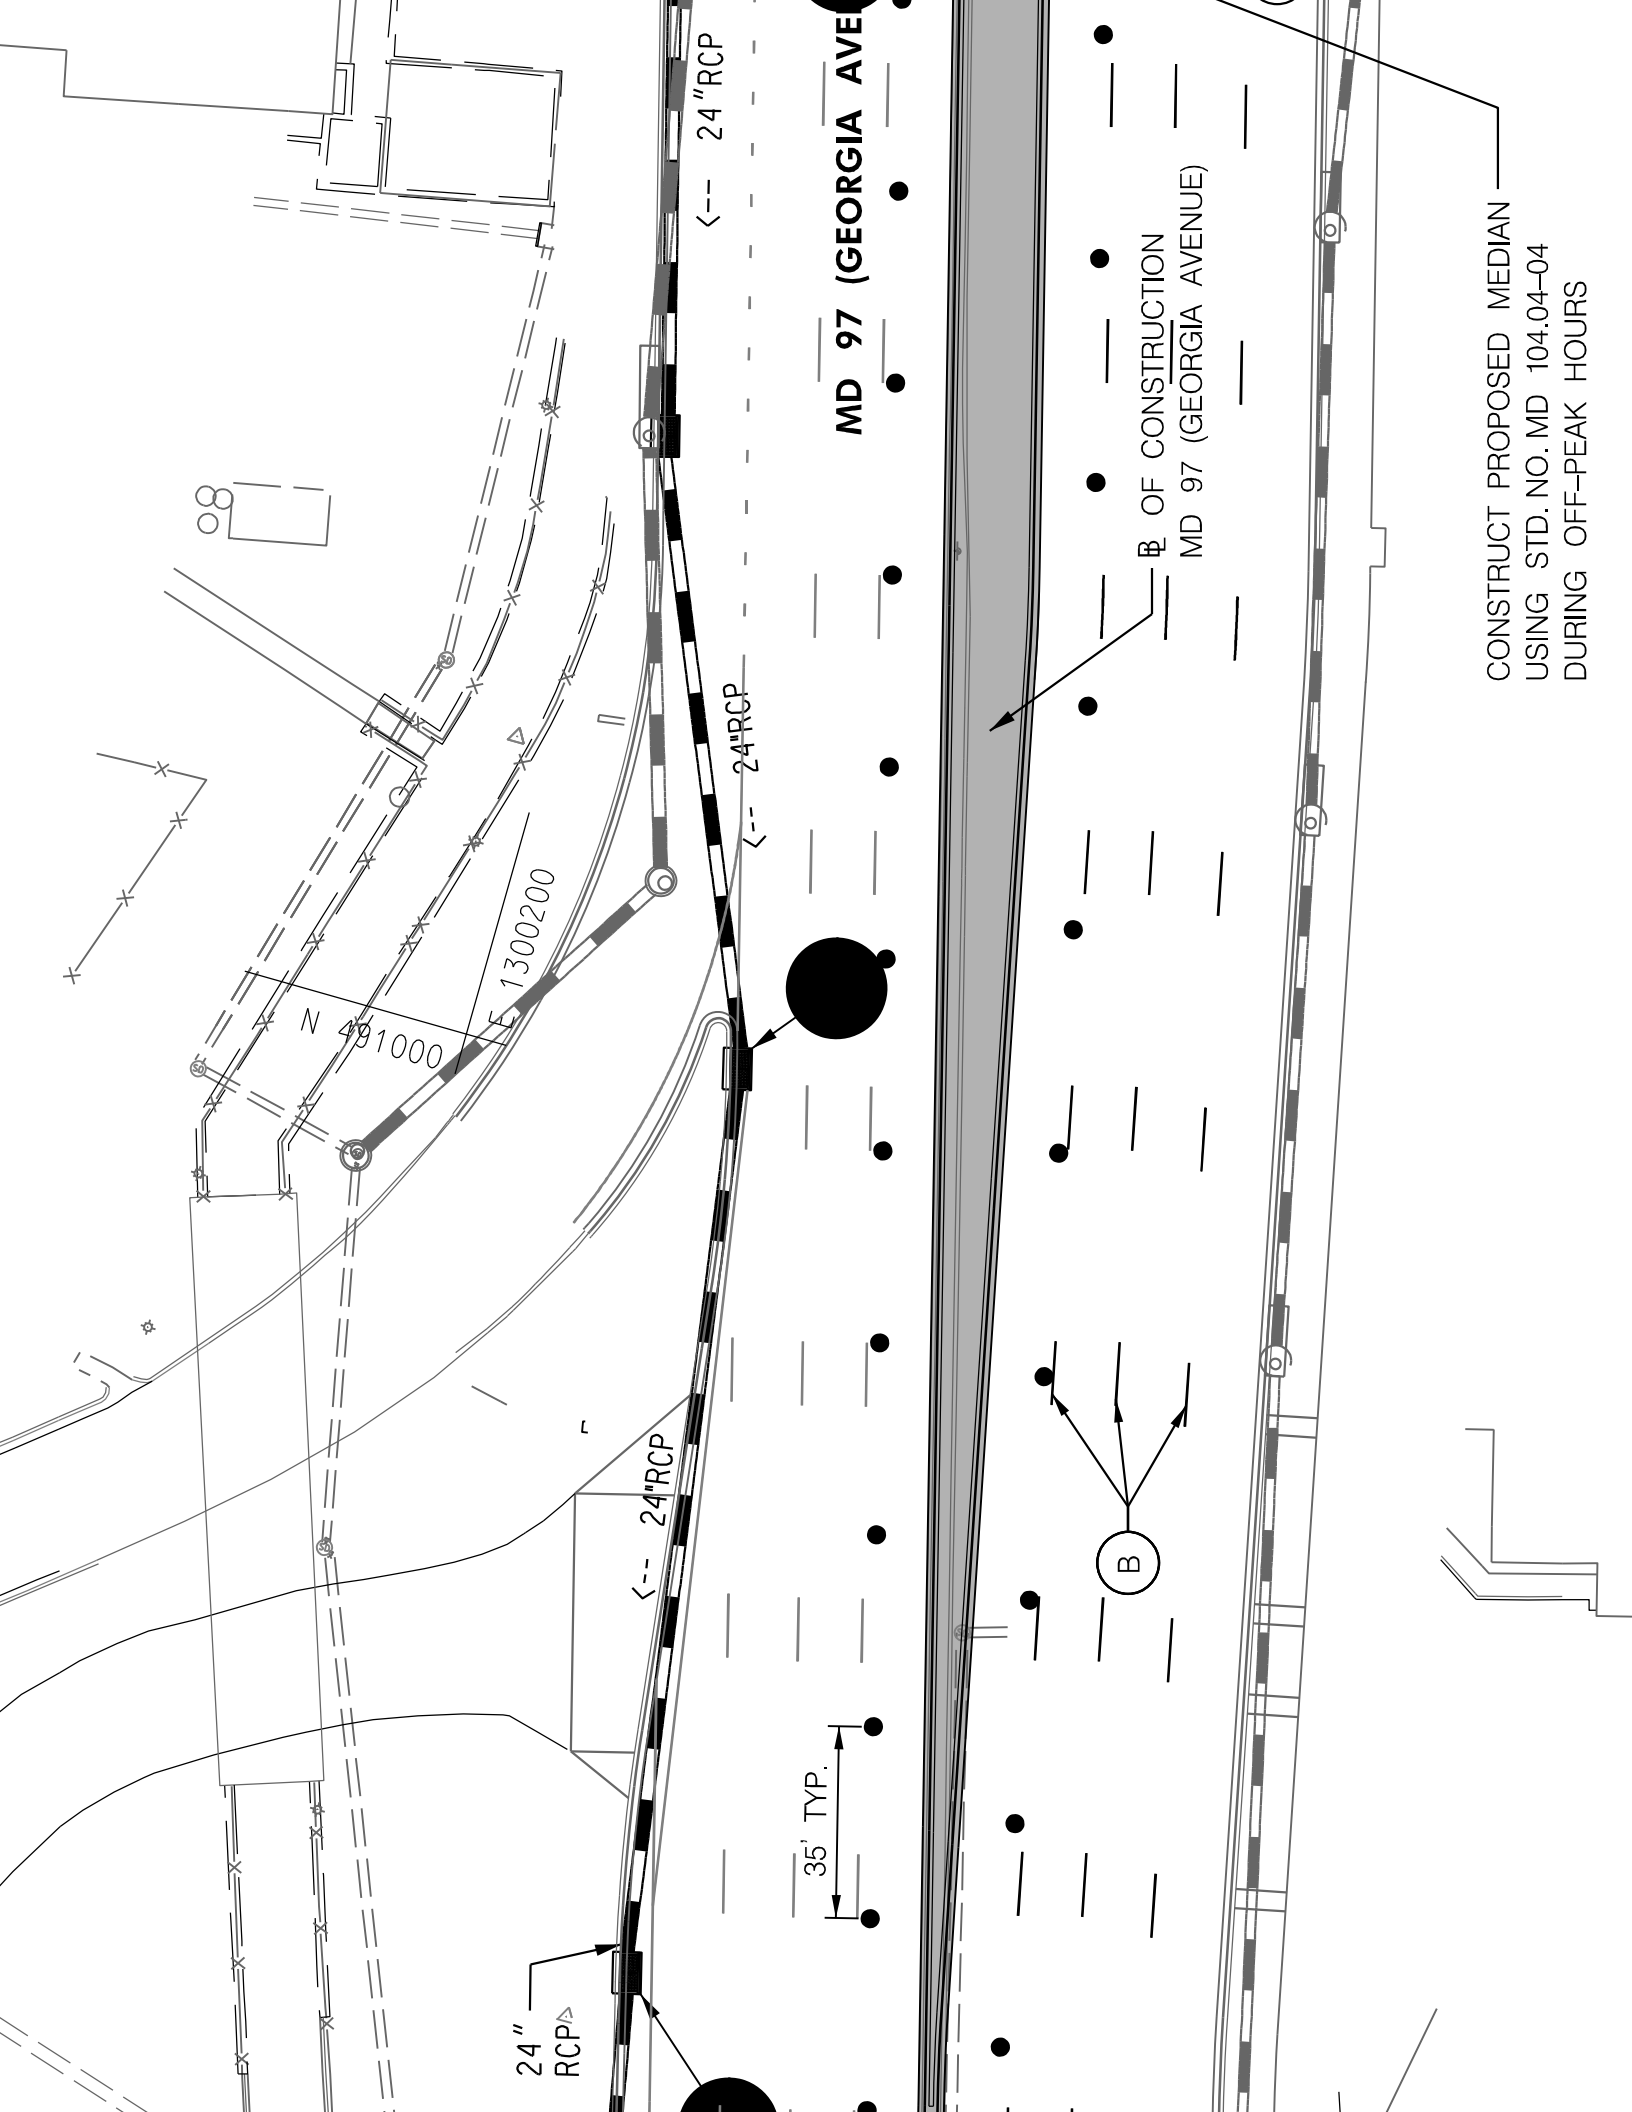 24"RCP
<---
MD 97 (GEORGIA AVE
B OF CONSTRUCTION
MD 97 (GEORGIA AVENUE)
CONSTRUCT PROPOSED MEDIAN
USING STD. NO. MD 104.04-04
DURING OFF-PEAK HOURS
24"RCP
<---
E 1300200
N 491000
24"RCP
<---
B
35' TYP.
24"
RCP